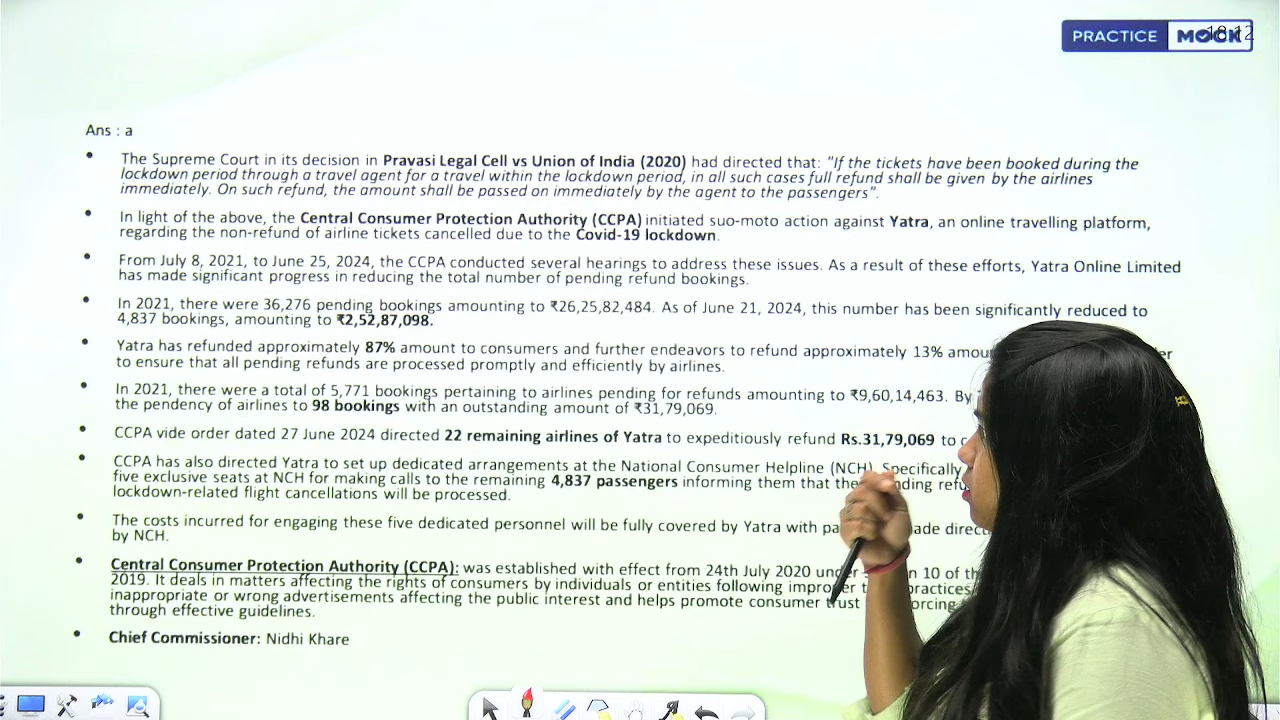 PRACTICE MOCK
18:12
Ans : a
• The Supreme Court in its decision in Pravasi Legal Cell vs Union of India (2020) had directed that: "If the tickets have been booked during the
lockdown period through a travel agent for a travel within the lockdown period, in all such cases full refund shall be given by the airlines
immediately. On such refund, the amount shall be passed on immediately by the agent to the passengers".
• In light of the above, the Central Consumer Protection Authority (CCPA) initiated suo-moto action against Yatra, an online travelling platform,
regarding the non-refund of airline tickets cancelled due to the Covid-19 lockdown.
• From July 8, 2021, to June 25, 2024, the CCPA conducted several hearings to address these issues. As a result of these efforts, Yatra Online Limited
has made significant progress in reducing the total number of pending refund bookings.
• In 2021, there were 36,276 pending bookings amounting to ₹26,25,82,484. As of June 21, 2024, this number has been significantly reduced to
4,837 bookings, amounting to ₹2,52,87,098.
• Yatra has refunded approximately 87% amount to consumers and further endeavors to refund approximately 13%
to ensure that all pending refunds are processed promptly and efficiently by airlines.
• In 2021, there were a total of 5,771 bookings pertaining to airlines pending for refunds amounting to ₹9,60,14,463. By
the pendency of airlines to 98 bookings with an outstanding amount of ₹31,79,069.
• CCPA vide order dated 27 June 2024 directed 22 remaining airlines of Yatra to expeditiously refund Rs.31,79,069 to
• CCPA has also directed Yatra to set up dedicated arrangements at the National Consumer Helpline (NCH). Specifically
five exclusive seats at NCH for making calls to the remaining 4,837 passengers informing them that
lockdown-related flight cancellations will be processed.
• The costs incurred for engaging these five dedicated personnel will be fully covered by Yatra with
by NCH.
• Central Consumer Protection Authority (CCPA): was established with effect from 24th July 2020 10 of
2019. It deals in matters affecting the rights of consumers by individuals or entities following
inappropriate or wrong advertisements affecting the public interest and helps promote consumer trust
through effective guidelines.
• Chief Commissioner: Nidhi Khare